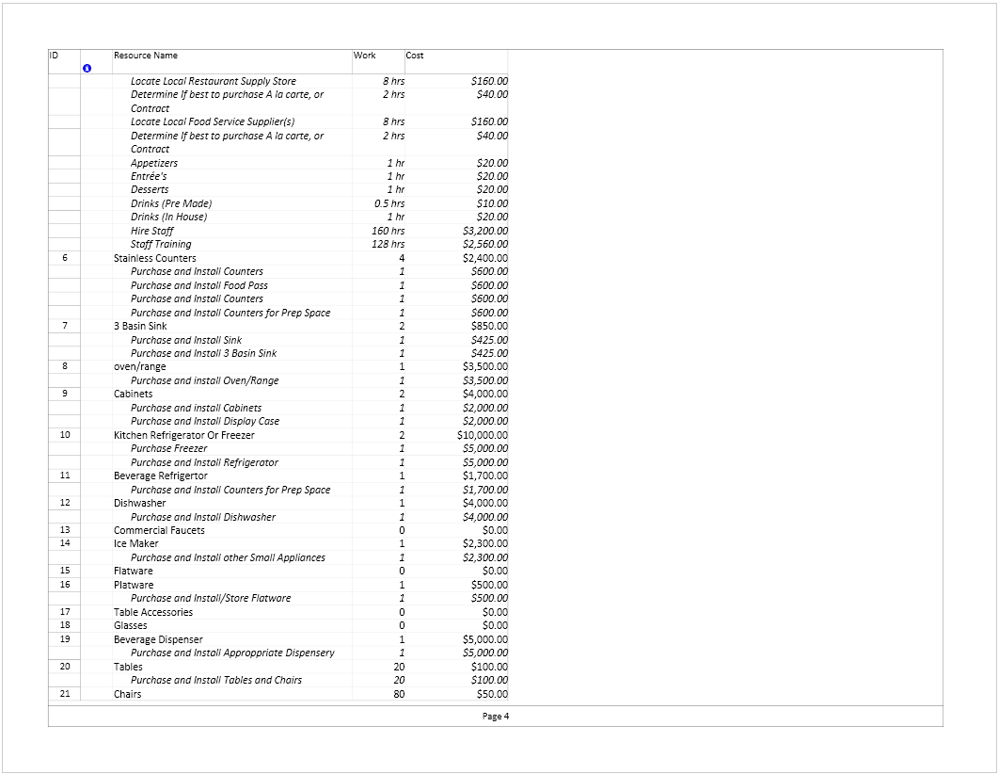 ID Resource Name Work Cost
Locate Local Restaurant Supply Store 8 hrs $160.00
Determine If best to purchase A la carte, or 2 hrs $40.00
Contract
Locate Local Food Service Supplier(s) 8 hrs $160.00
Determine If best to purchase A la carte, or 2 hrs $40.00
Contract
Appetizers 1 hr $20.00
Entrée's 1 hr $20.00
Desserts 1 hr $20.00
Drinks (Pre Made) 0.5 hrs $10.00
Drinks (In House) 1 hr $20.00
Hire Staff 160 hrs $3,200.00
Staff Training 128 hrs $2,560.00
6 Stainless Counters 4 $2,400.00
Purchase and Install Counters 1 $600.00
Purchase and Install Food Pass 1 $600.00
Purchase and Install Counters 1 $600.00
Purchase and Install Counters for Prep Space 1 $600.00
7 3 Basin Sink 2 $850.00
Purchase and Install Sink 1 $425.00
Purchase and Install 3 Basin Sink 1 $425.00
8 oven/range 1 $3,500.00
Purchase and install Oven/Range 1 $3,500.00
9 Cabinets 2 $4,000.00
Purchase and install Cabinets 1 $2,000.00
Purchase and Install Display Case 1 $2,000.00
10 Kitchen Refrigerator Or Freezer 2 $10,000.00
Purchase Freezer 1 $5,000.00
Purchase and Install Refrigerator 1 $5,000.00
11 Beverage Refrigertor 1 $1,700.00
Purchase and Install Counters for Prep Space 1 $1,700.00
12 Dishwasher 1 $4,000.00
Purchase and Install Dishwasher 1 $4,000.00
13 Commercial Faucets 0 $0.00
14 Ice Maker 1 $2,300.00
Purchase and Install other Small Appliances 1 $2,300.00
15 Flatware 0 $0.00
16 Platware 1 $500.00
Purchase and Install/Store Flatware 1 $500.00
17 Table Accessories 0 $0.00
18 Glasses 0 $0.00
19 Beverage Dispenser 1 $5,000.00
Purchase and Install Approppriate Dispensery 1 $5,000.00
20 Tables 20 $100.00
Purchase and Install Tables and Chairs 20 $100.00
21 Chairs 80 $50.00
Page 4